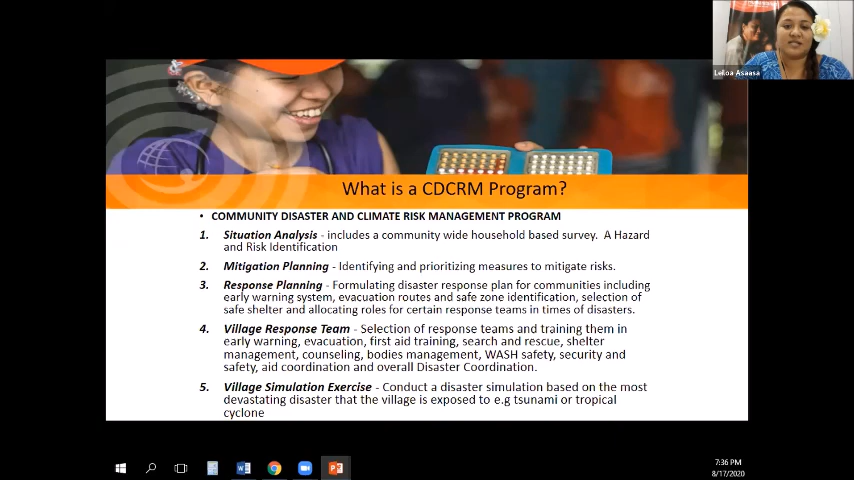 Leiloa Asaasa
What is a CDCRM Program?
• COMMUNITY DISASTER AND CLIMATE RISK MANAGEMENT PROGRAM
1. Situation Analysis - includes a community wide household based survey. A Hazard
and Risk Identification
2. Mitigation Planning - Identifying and prioritizing measures to mitigate risks.
3. Response Planning - Formulating disaster response plan for communities including
early warning system, evacuation routes and safe zone identification, selection of
safe shelter and allocating roles for certain response teams in times of disasters.
4. Village Response Team - Selection of response teams and training them in
early warning, evacuation, first aid training, search and rescue, shelter
management, counseling, bodies management, WASH safety, security and
safety, aid coordination and overall Disaster Coordination.
5. Village Simulation Exercise - Conduct a disaster simulation based on the most
devastating disaster that the village is exposed to e.g tsunami or tropical
cyclone
7:36 PM
8/17/2020